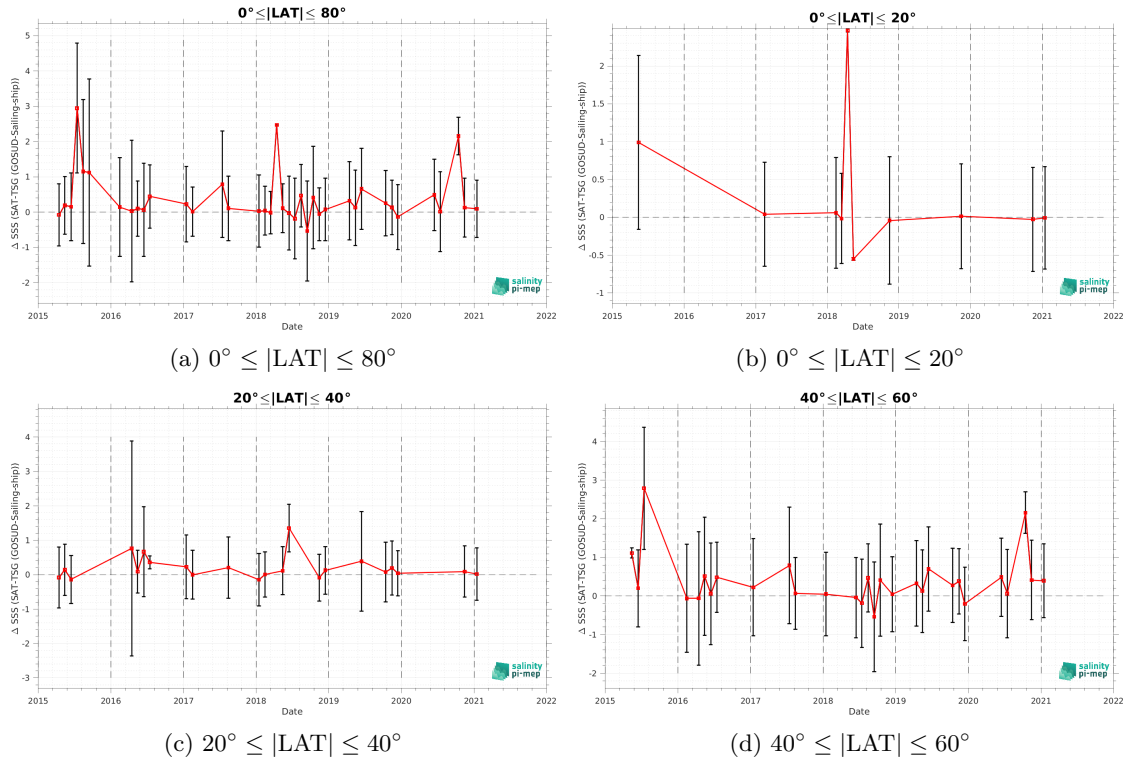 0°≤|LAT|≤ 80°
Δ SSS (SAT-TSG (GOSUD-Sailing-ship))
5
4
3
2
1
0
-1
-2
2015 2016 2017 2018 2019 2020 2021 2022
Date
salinity
pi-mep
(a) 0° ≤ |LAT| ≤ 80°
0°≤|LAT|≤ 20°
Δ SSS (SAT-TSG (GOSUD-Sailing-ship))
2
1.5
1
0.5
0
-0.5
-1
2015 2016 2017 2018 2019 2020 2021 2022
Date
salinity
pi-mep
(b) 0° ≤ |LAT| ≤ 20°
20°≤|LAT|≤ 40°
Δ SSS (SAT-TSG (GOSUD-Sailing-ship))
4
3
2
1
0
-1
-2
-3
2015 2016 2017 2018 2019 2020 2021 2022
Date
salinity
pi-mep
(c) 20° ≤ |LAT| ≤ 40°
40°≤|LAT|≤ 60°
Δ SSS (SAT-TSG (GOSUD-Sailing-ship))
4
3
2
1
0
-1
-2
2015 2016 2017 2018 2019 2020 2021 2022
Date
salinity
pi-mep
(d) 40° ≤ |LAT| ≤ 60°